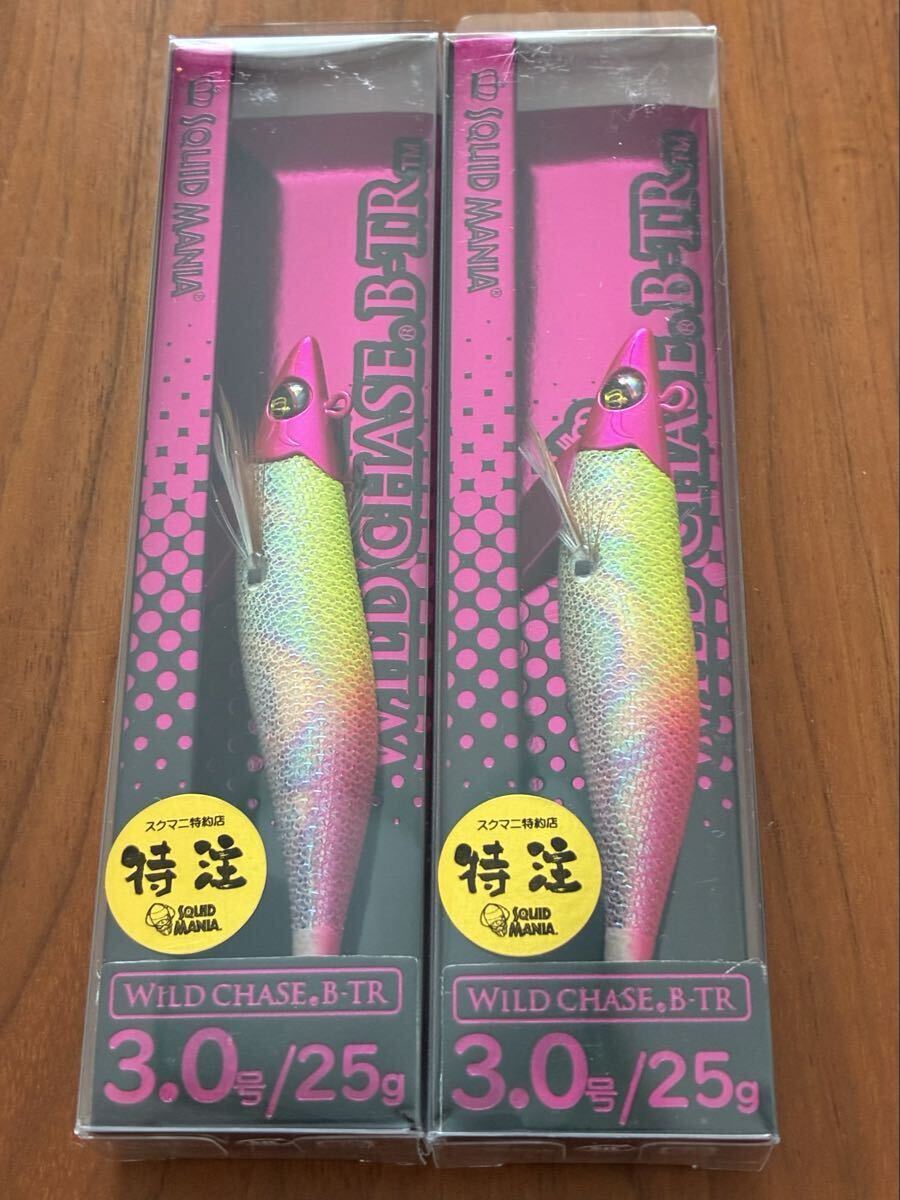 SQUID MANIA®
WILD CHASE® B-TR™
スクマニ特約店
特注
SQUID
MANIA
WILD CHASE® B-TR
3.0号/25g
SQUID MANIA®
WILD CHASE® B-TR™
スクマニ特約店
特注
SQUID
MANIA
WILD CHASE® B-TR
3.0号/25g